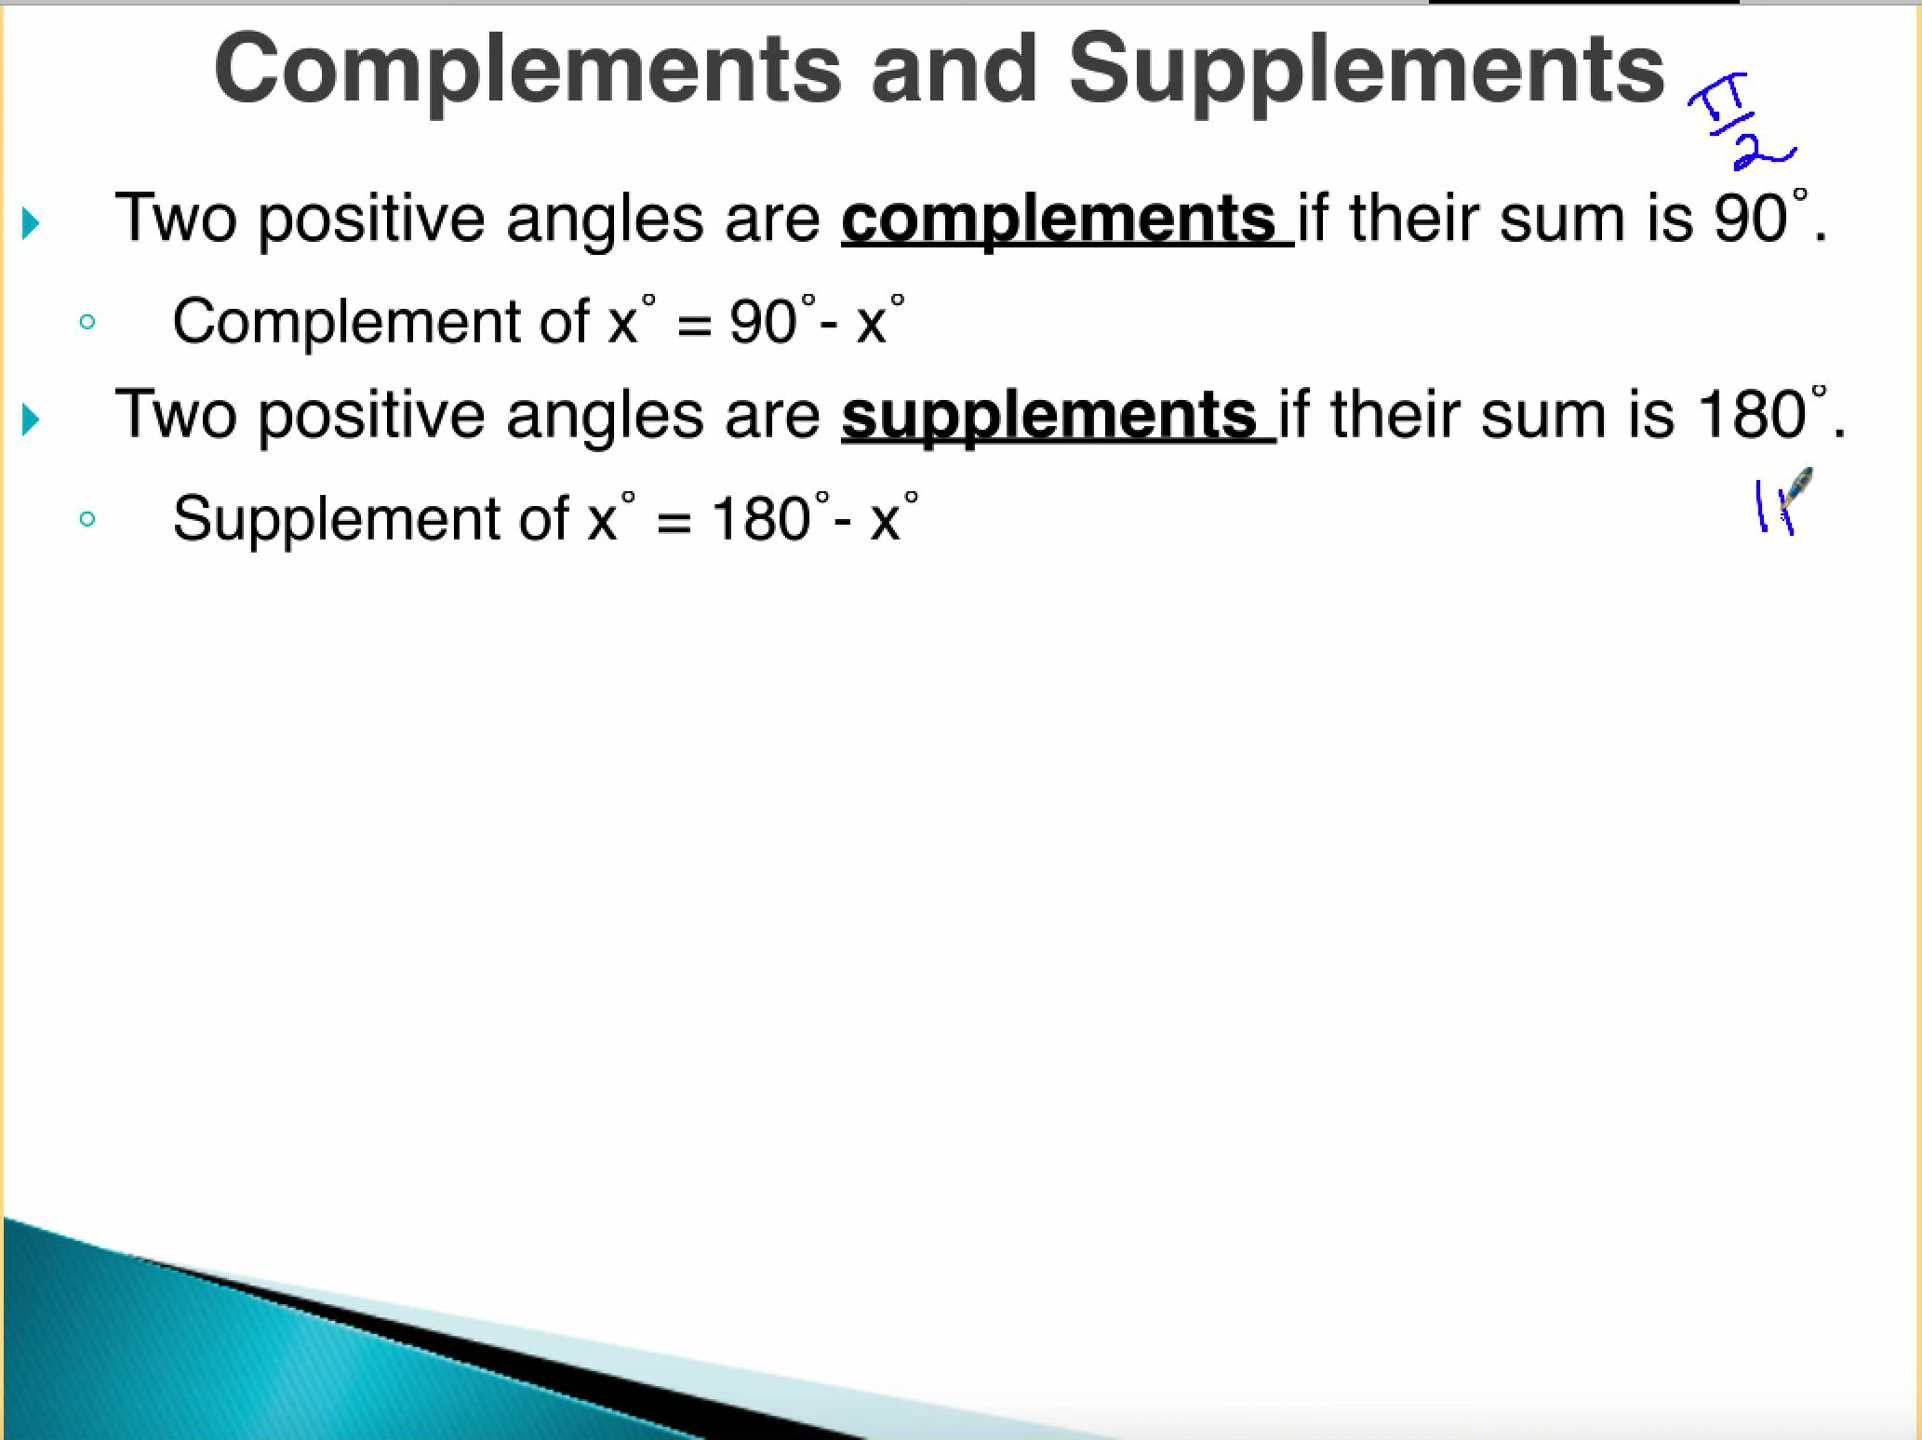 Complements and Supplements
π/2
Two positive angles are complements if their sum is 90°.
Complement of x° = 90°- x°
Two positive angles are supplements if their sum is 180°.
Supplement of x° = 180°- x°